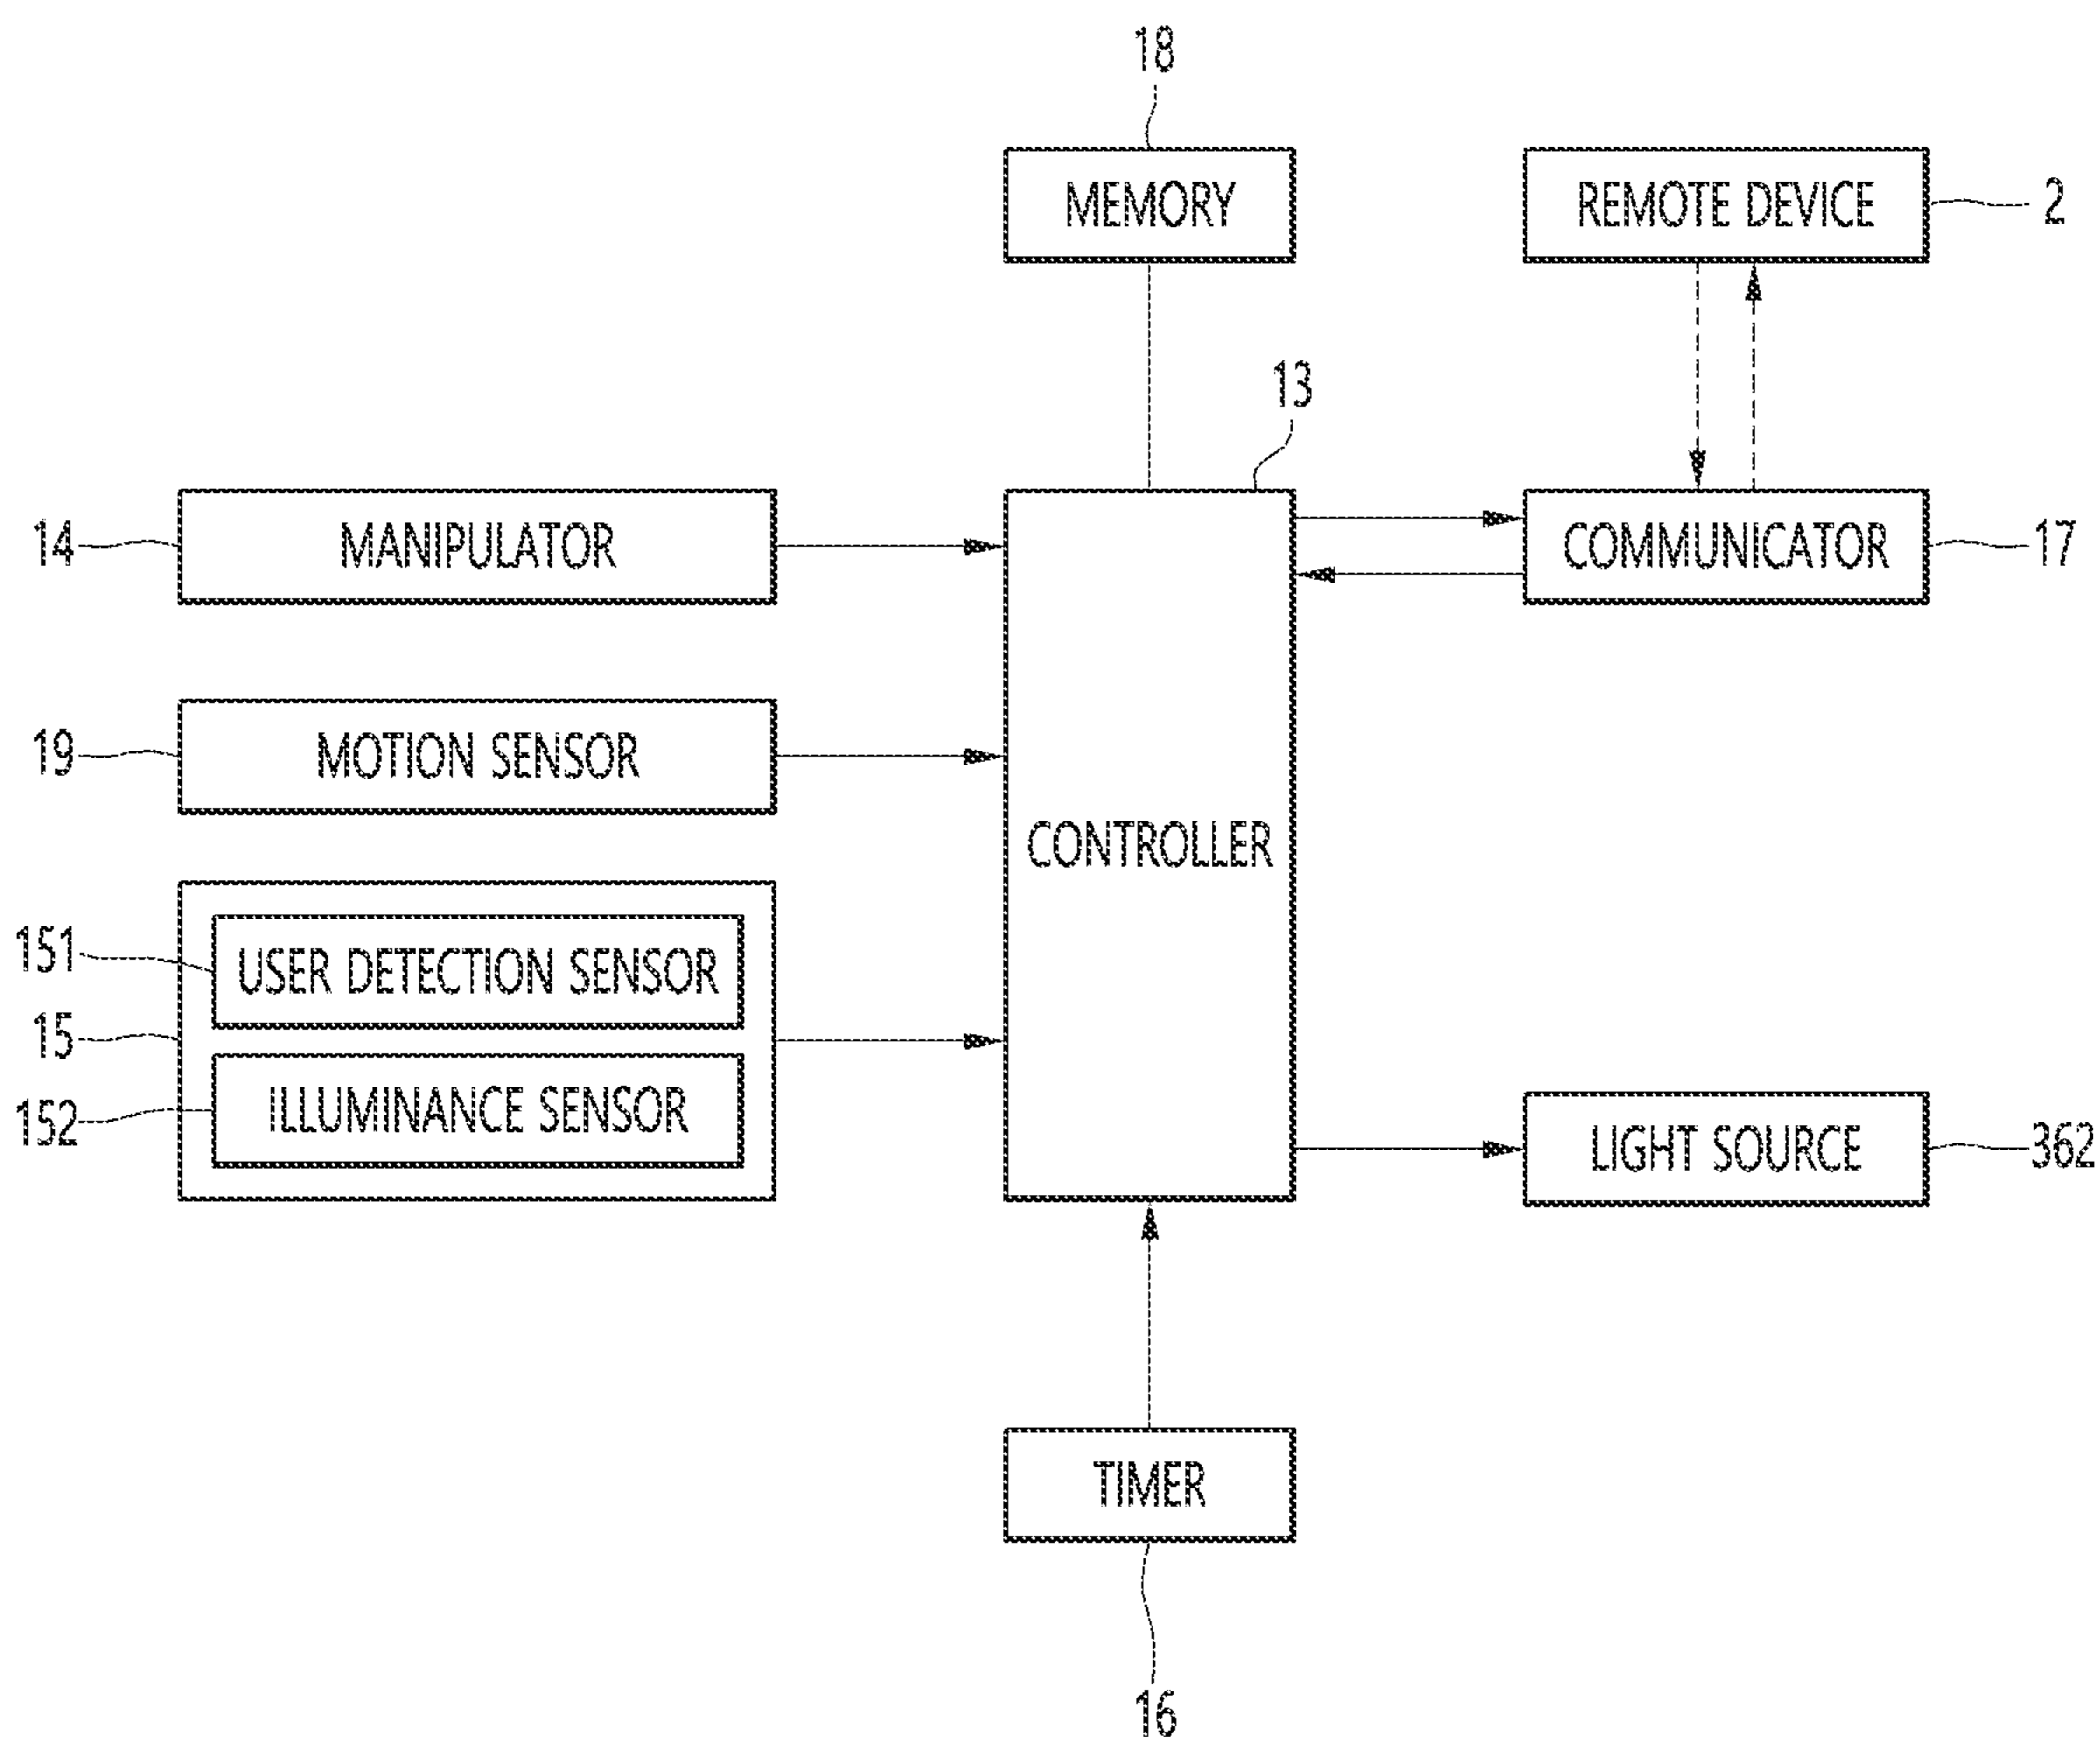 18
MEMORY
REMOTE DEVICE
2
13
14
MANIPULATOR
COMMUNICATOR
17
19
MOTION SENSOR
CONTROLLER
151
USER DETECTION SENSOR
15
152
ILLUMINANCE SENSOR
LIGHT SOURCE
362
TIMER
16